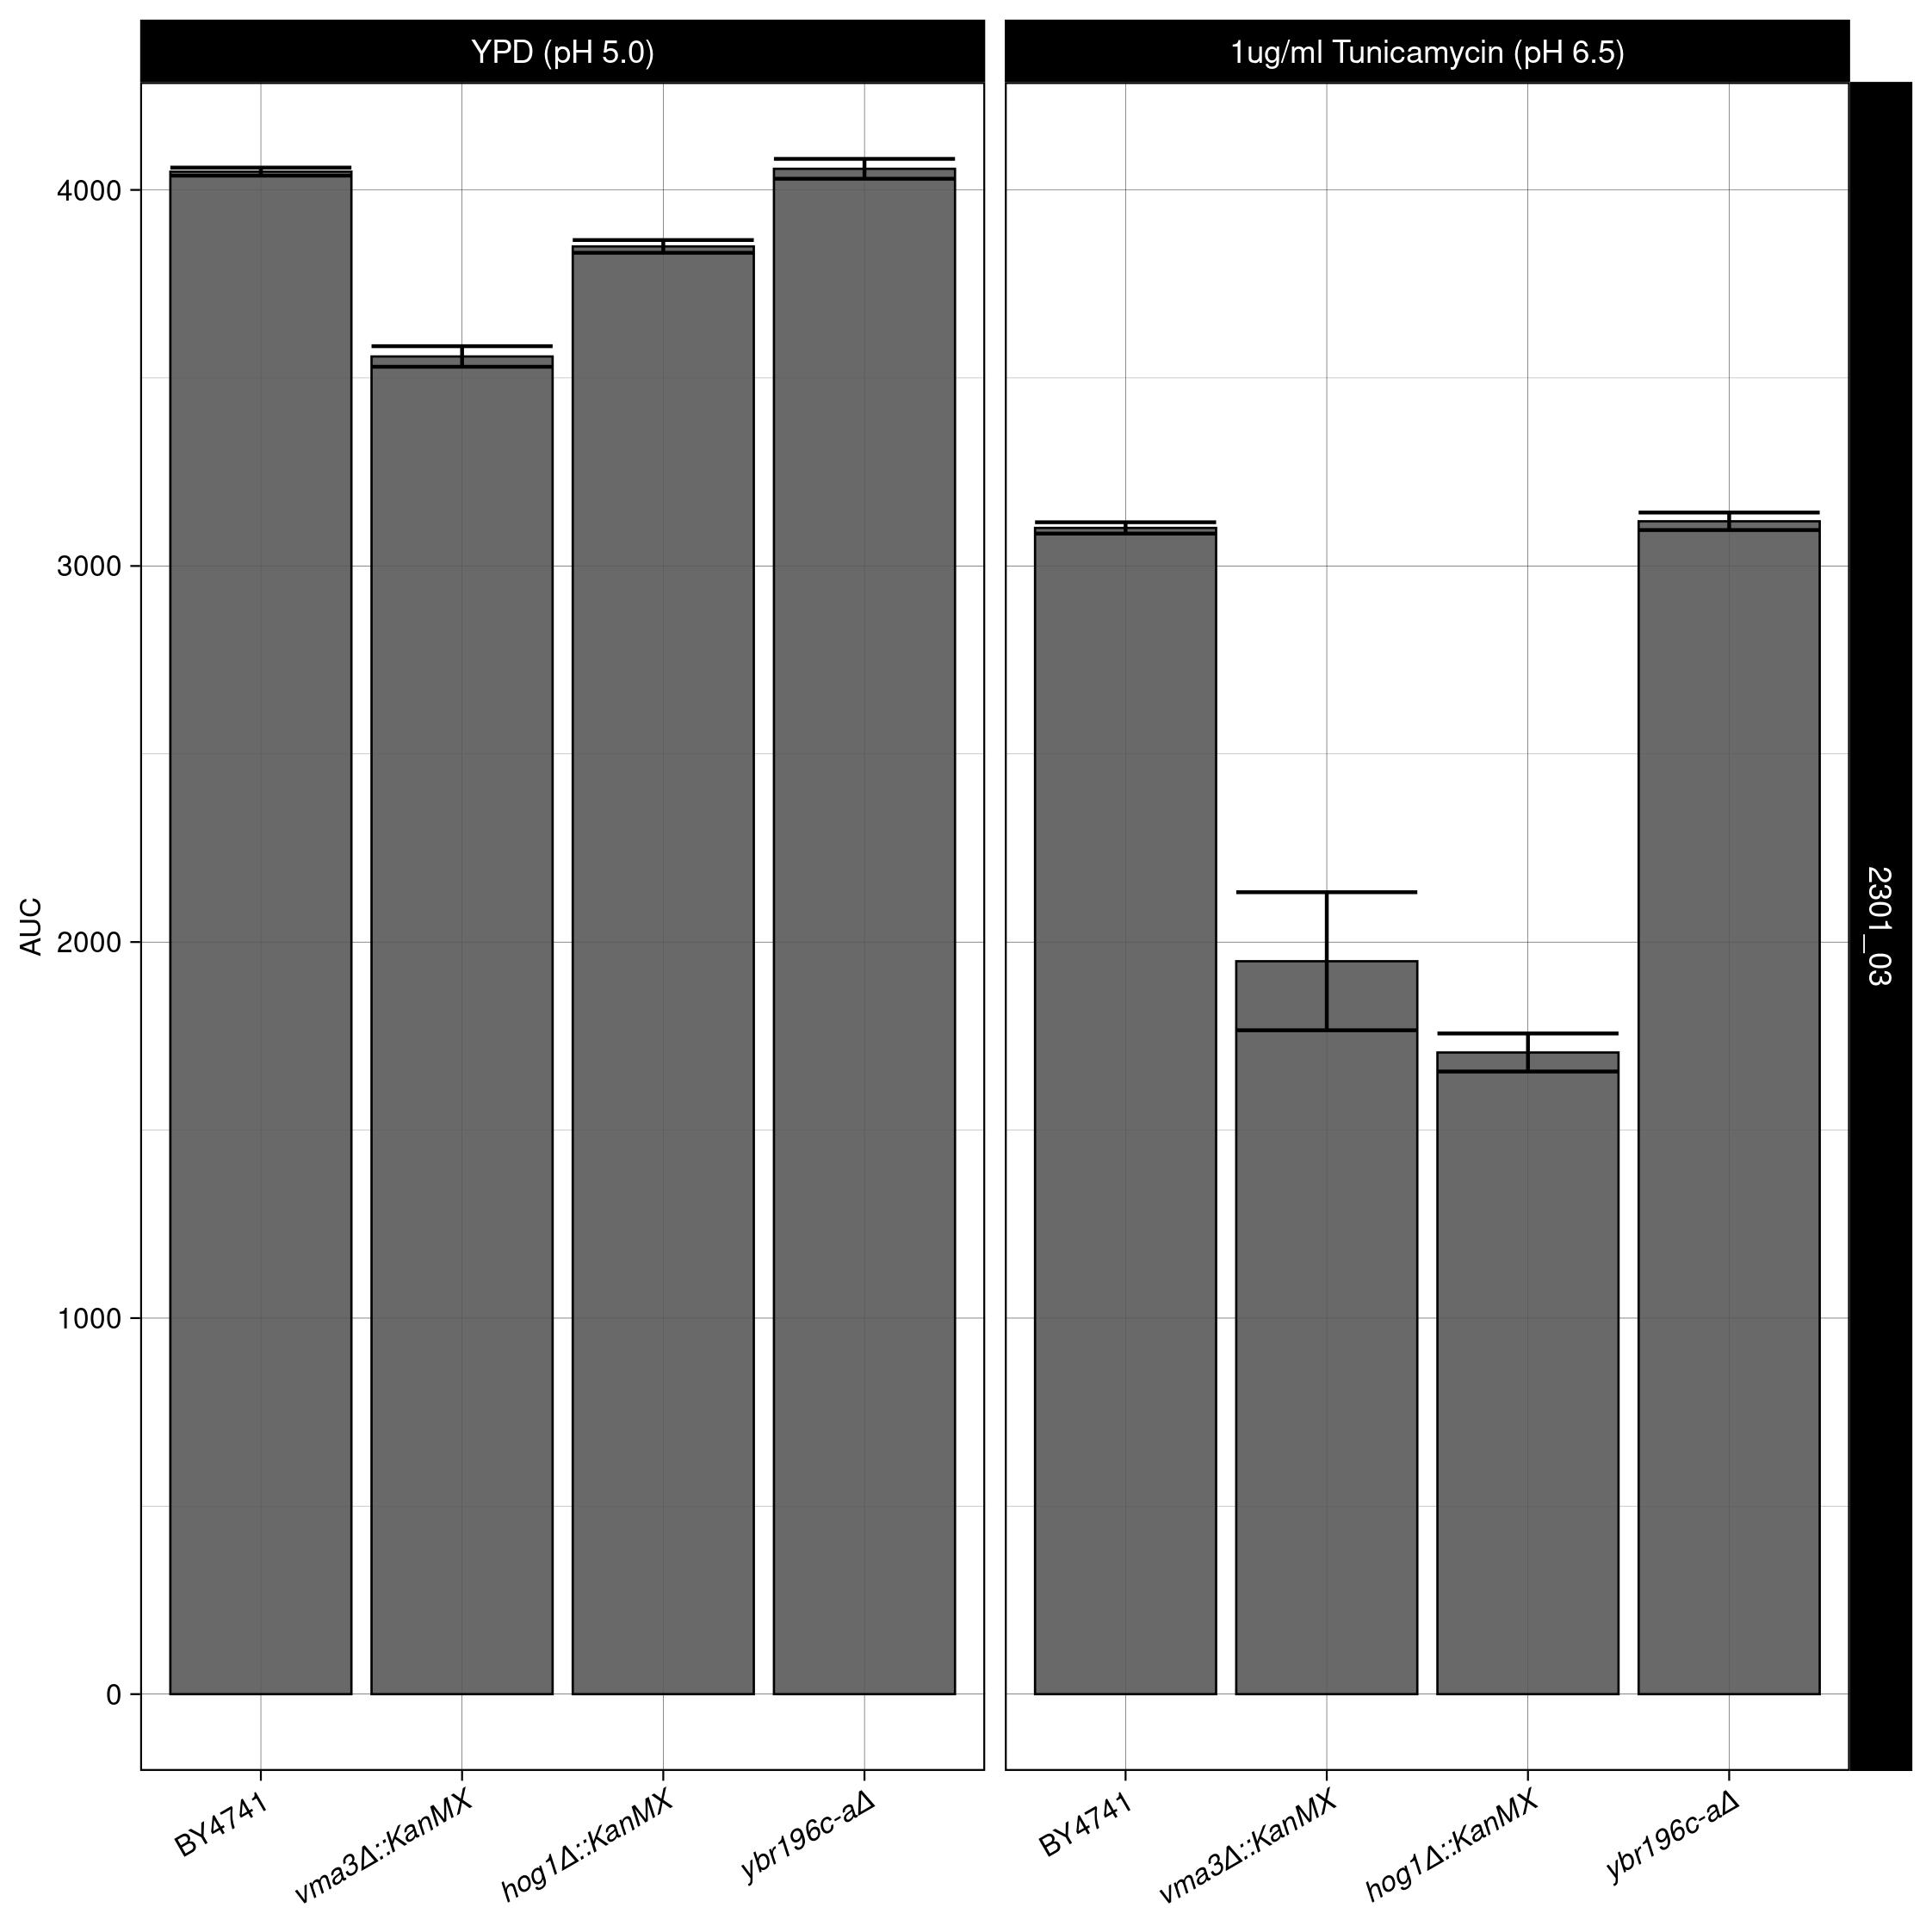 YPD (pH 5.0)
1ug/ml Tunicamycin (pH 6.5)
2301_03
AUC
4000
3000
2000
1000
0
BY4741
vma3Δ::KanMX
hog1Δ::KanMX
ybr196c-aΔ
BY4741
vma3Δ::KanMX
hog1Δ::KanMX
ybr196c-aΔ